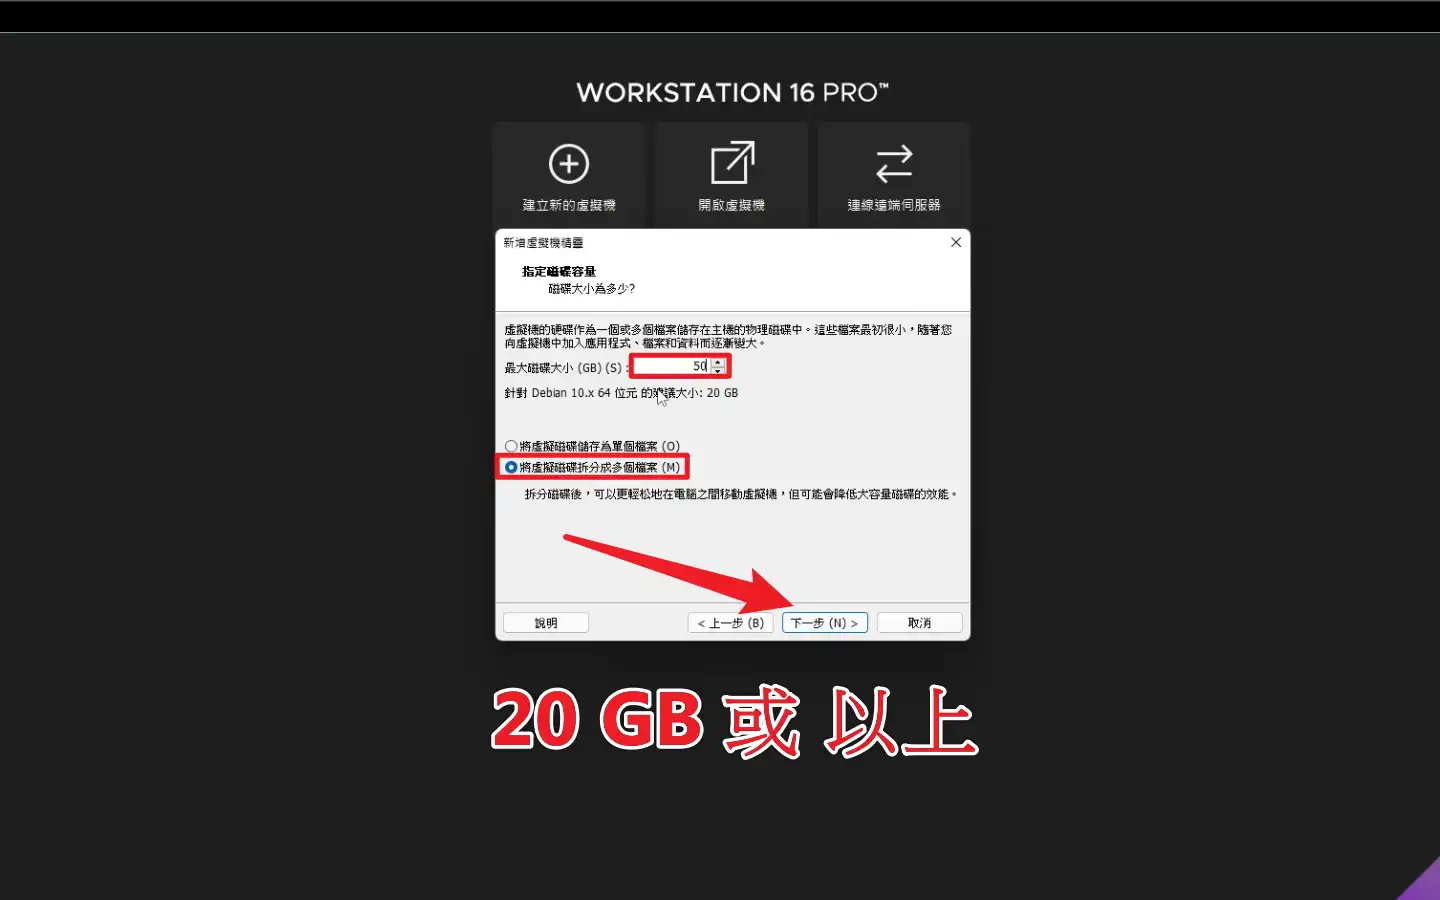 WORKSTATION 16 PRO™
建立新的虛擬機
開啟虛擬機
連線遠端伺服器
新增虛擬機精靈
指定磁碟容量
磁碟大小為多少?
虛擬機的硬碟作為一個或多個檔案儲存在主機的物理磁碟中。這些檔案最初很小，隨著您
向虛擬機中加入應用程式、檔案和資料而逐漸變大。
最大磁碟大小 (GB) (S) : 50
針對 Debian 10.x 64 位元 的建議大小: 20 GB
將虛擬磁碟儲存為單個檔案 (O)
將虛擬磁碟拆分成多個檔案 (M)
拆分磁碟後，可以更輕鬆地在電腦之間移動虛擬機，但可能會降低大容量磁碟的效能。
說明
< 上一步 (B)
下一步 (N) >
取消
20 GB 或 以上